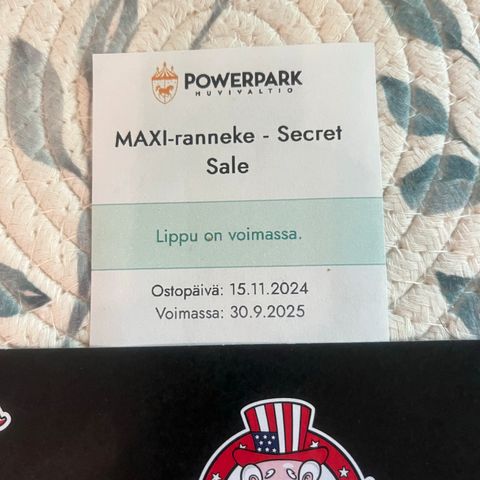 POWERPARK
HUVIVALTIO
MAXI-ranneke - Secret
Sale
Lippu on voimassa.
Ostopäivä: 15.11.2024
Voimassa: 30.9.2025